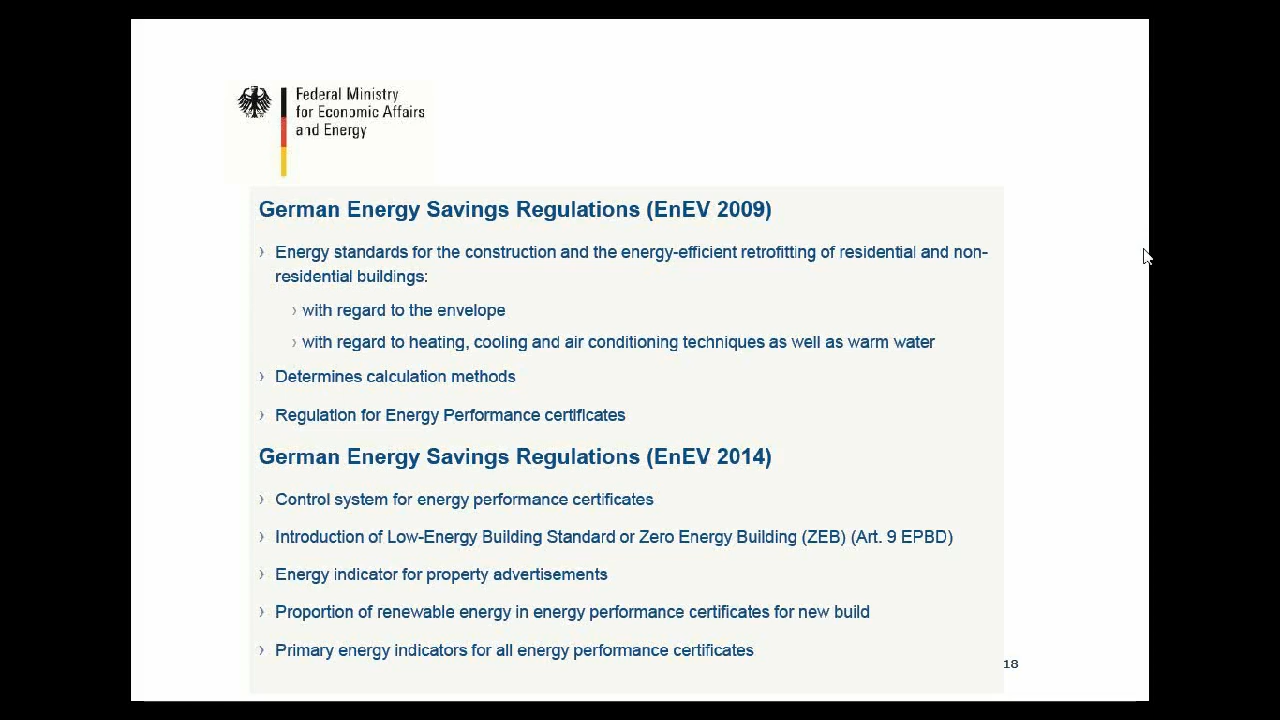 Federal Ministry
for Economic Affairs
and Energy
German Energy Savings Regulations (EnEV 2009)
› Energy standards for the construction and the energy-efficient retrofitting of residential and non-
residential buildings:
› with regard to the envelope
› with regard to heating, cooling and air conditioning techniques as well as warm water
› Determines calculation methods
› Regulation for Energy Performance certificates
German Energy Savings Regulations (EnEV 2014)
› Control system for energy performance certificates
› Introduction of Low-Energy Building Standard or Zero Energy Building (ZEB) (Art. 9 EPBD)
› Energy indicator for property advertisements
› Proportion of renewable energy in energy performance certificates for new build
› Primary energy indicators for all energy performance certificates
18